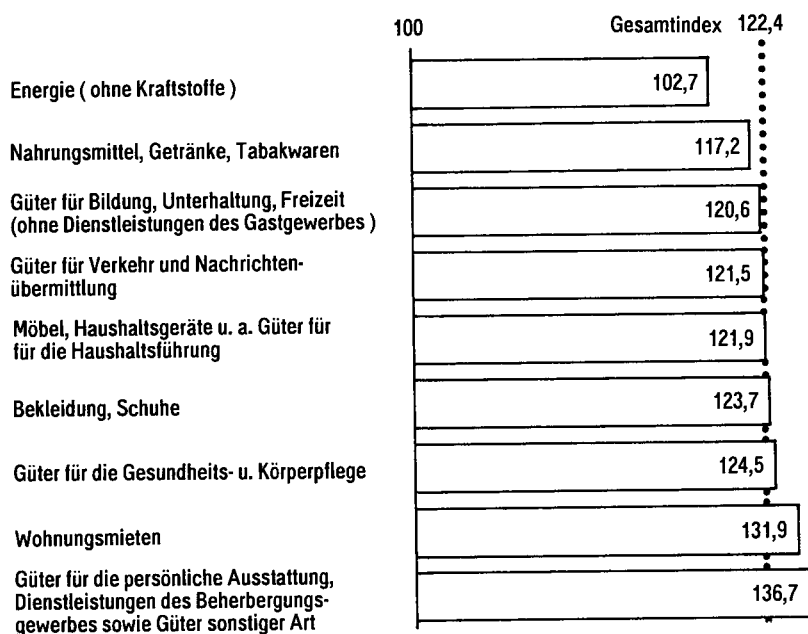 100 Gesamtindex 122,4
Energie ( ohne Kraftstoffe ) 102,7
Nahrungsmittel, Getränke, Tabakwaren 117,2
Güter für Bildung, Unterhaltung, Freizeit
(ohne Dienstleistungen des Gastgewerbes ) 120,6
Güter für Verkehr und Nachrichten-
übermittlung 121,5
Möbel, Haushaltsgeräte u. a. Güter für
für die Haushaltsführung 121,9
Bekleidung, Schuhe 123,7
Güter für die Gesundheits- u. Körperpflege 124,5
Wohnungsmieten 131,9
Güter für die persönliche Ausstattung,
Dienstleistungen des Beherbergungs-
gewerbes sowie Güter sonstiger Art 136,7